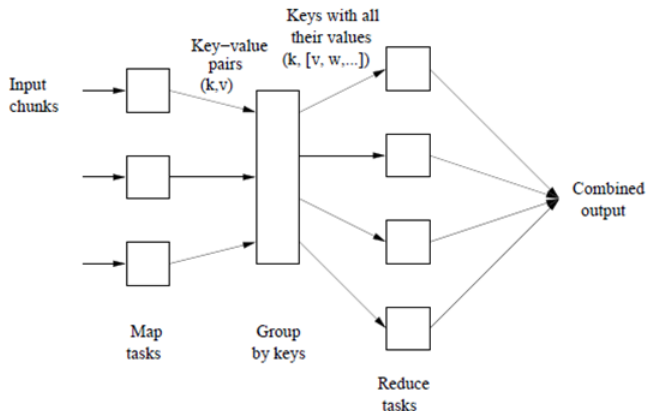 Keys with all
their values
(k, [v, w,...])
Key−value
pairs
(k,v)
Input
chunks
Combined
output
Map
tasks
Group
by keys
Reduce
tasks